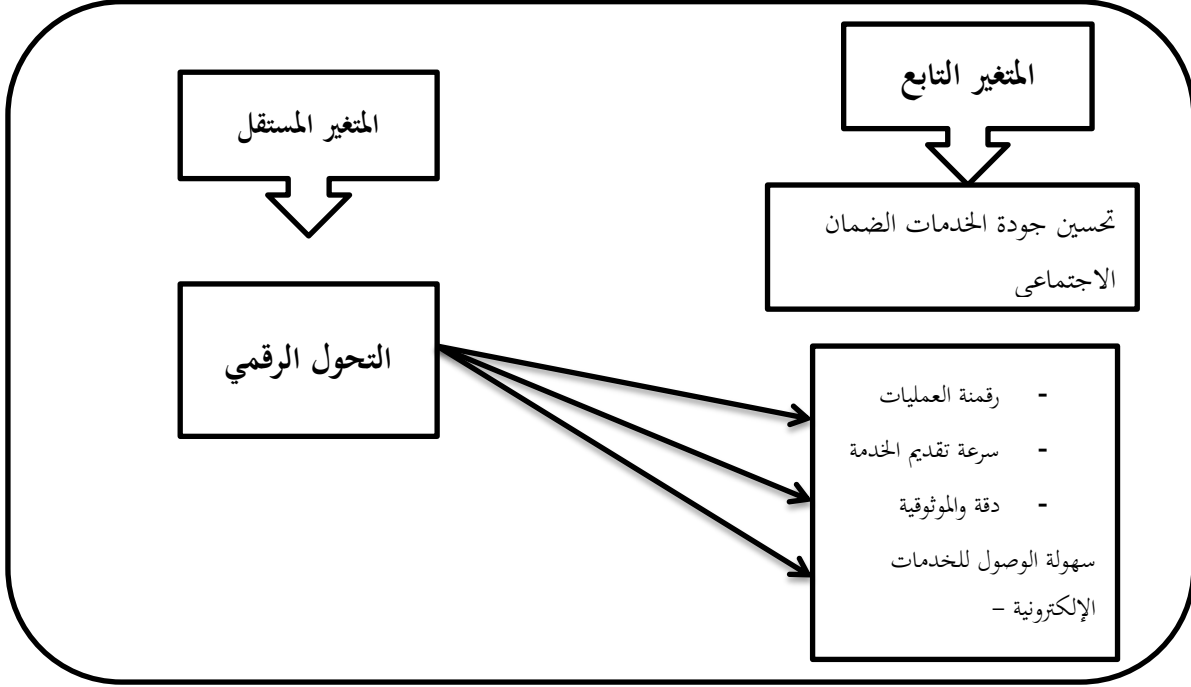 المتغير التابع
المتغير المستقل
تحسين جودة الخدمات الضمان
الاجتماعي
التحول الرقمي
- رقمنة العمليات
- سرعة تقديم الخدمة
- دقة والموثوقية
سهولة الوصول للخدمات
الإلكترونية –